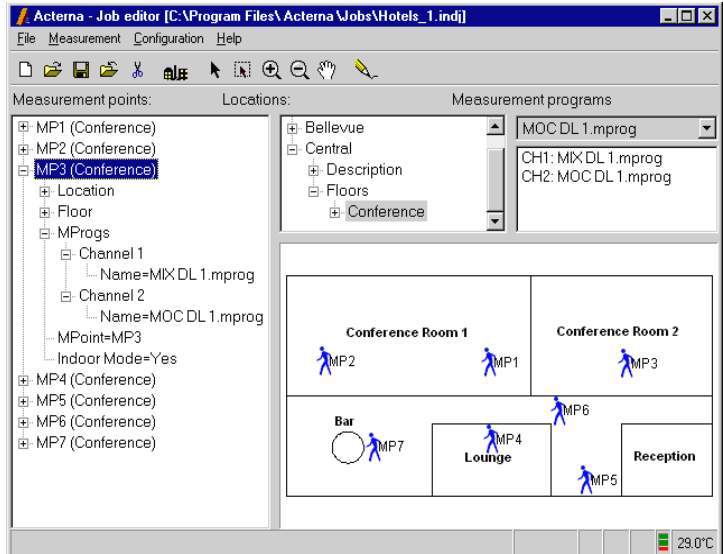 Acterna - Job editor [C:\Program Files\ Acterna \Jobs\Hotels_1.indj]
File Measurement Configuration Help
Measurement points: Locations: Measurement programs
MP1 (Conference)
MP2 (Conference)
MP3 (Conference)
Location
Floor
MProgs
Channel 1
Name=MIX DL 1.mprog
Channel 2
Name=MOC DL 1.mprog
MPoint=MP3
Indoor Mode=Yes
MP4 (Conference)
MP5 (Conference)
MP6 (Conference)
MP7 (Conference)
Bellevue
Central
Description
Floors
Conference
MOC DL 1.mprog
CH1: MIX DL 1.mprog
CH2: MOC DL 1.mprog
Conference Room 1
Conference Room 2
MP2
MP1
MP3
MP6
Bar
MP7
MP4
Lounge
Reception
MP5
29.0°C